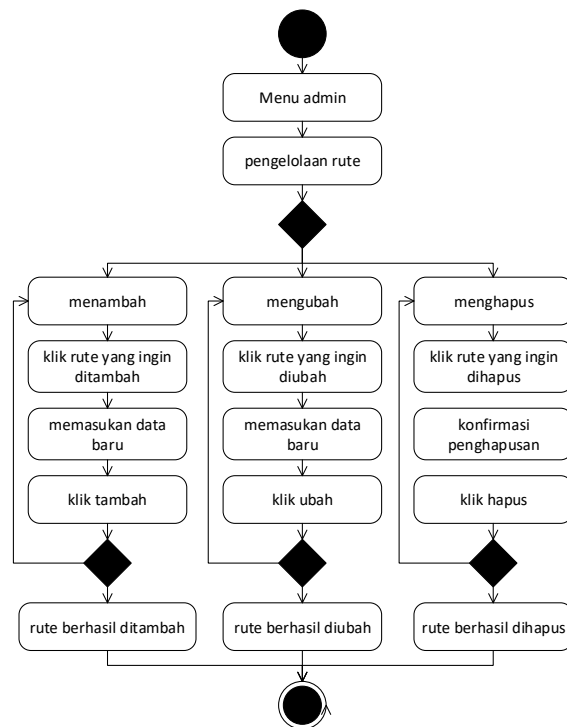 Menu admin
pengelolaan rute
menambah
klik rute yang ingin
ditambah
memasukan data
baru
klik tambah
rute berhasil ditambah
mengubah
klik rute yang ingin
diubah
memasukan data
baru
klik ubah
rute berhasil diubah
menghapus
klik rute yang ingin
dihapus
konfirmasi
penghapusan
klik hapus
rute berhasil dihapus